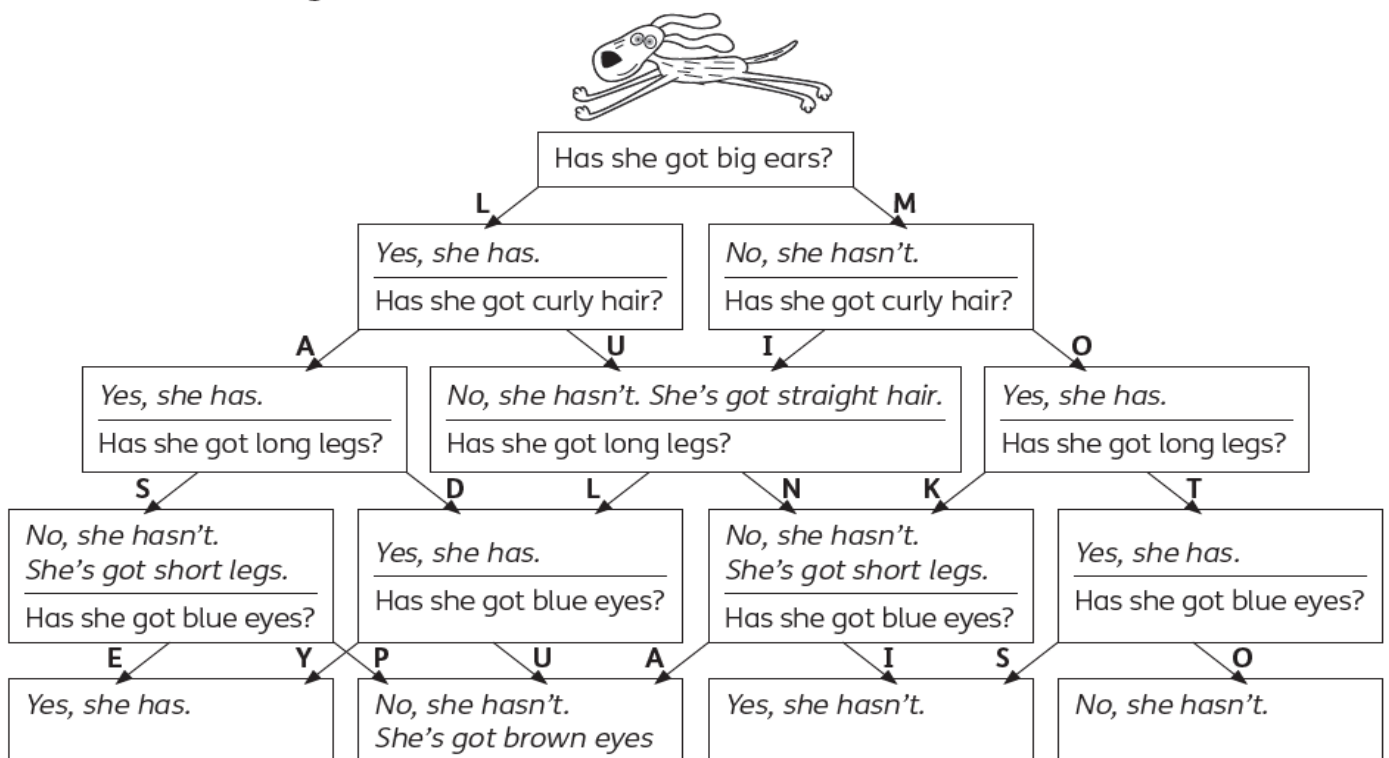 Has she got big ears?
L
M
Yes, she has.
Has she got curly hair?
No, she hasn't.
Has she got curly hair?
A
U
I
O
Yes, she has.
Has she got long legs?
No, she hasn't. She's got straight hair.
Has she got long legs?
Yes, she has.
Has she got long legs?
S
D
L
N
K
T
No, she hasn't.
She's got short legs.
Has she got blue eyes?
Yes, she has.
Has she got blue eyes?
No, she hasn't.
She's got short legs.
Has she got blue eyes?
Yes, she has.
Has she got blue eyes?
E
Y
P
U
A
I
S
O
Yes, she has.
No, she hasn't.
She's got brown eyes
Yes, she hasn't.
No, she hasn't.